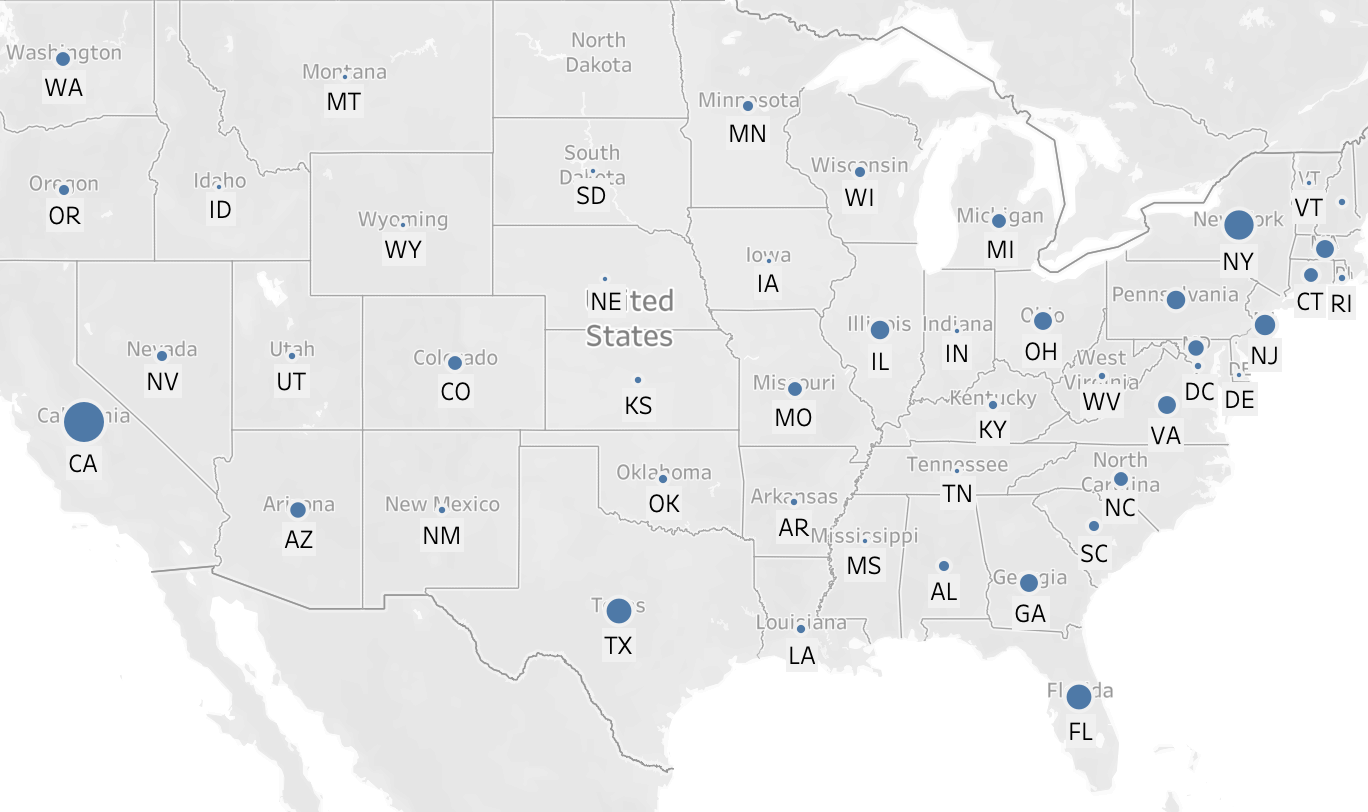 Washington
WA
Montana
MT
North
Dakota
Minnesota
MN
Oregon
OR
Idaho
ID
Wyoming
WY
South
Dakota
SD
Wisconsin
WI
Michigan
MI
New York
NY
VT
VT
Iowa
IA
NE
United
States
Nevada
NV
Utah
UT
Colorado
CO
KS
Illinois
IL
Indiana
IN
Ohio
OH
Pennsylvania
CT
RI
NJ
West
Virginia
WV
DC
DE
DE
California
CA
Missouri
MO
Kentucky
KY
VA
Arizona
AZ
New Mexico
NM
Oklahoma
OK
Arkansas
AR
Tennessee
TN
North
Carolina
NC
Mississippi
MS
AL
SC
Georgia
GA
Texas
TX
Louisiana
LA
Florida
FL